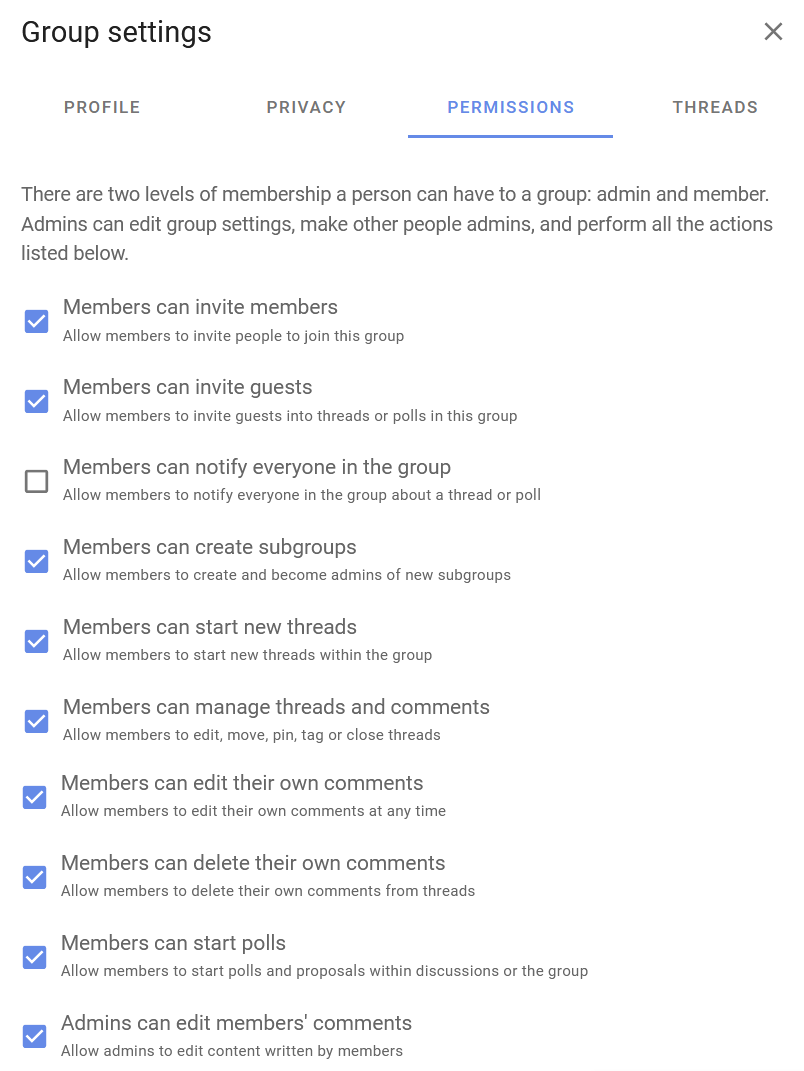 Group settings
PROFILE PRIVACY PERMISSIONS THREADS
There are two levels of membership a person can have to a group: admin and member.
Admins can edit group settings, make other people admins, and perform all the actions
listed below.
Members can invite members
Allow members to invite people to join this group
Members can invite guests
Allow members to invite guests into threads or polls in this group
Members can notify everyone in the group
Allow members to notify everyone in the group about a thread or poll
Members can create subgroups
Allow members to create and become admins of new subgroups
Members can start new threads
Allow members to start new threads within the group
Members can manage threads and comments
Allow members to edit, move, pin, tag or close threads
Members can edit their own comments
Allow members to edit their own comments at any time
Members can delete their own comments
Allow members to delete their own comments from threads
Members can start polls
Allow members to start polls and proposals within discussions or the group
Admins can edit members' comments
Allow admins to edit content written by members